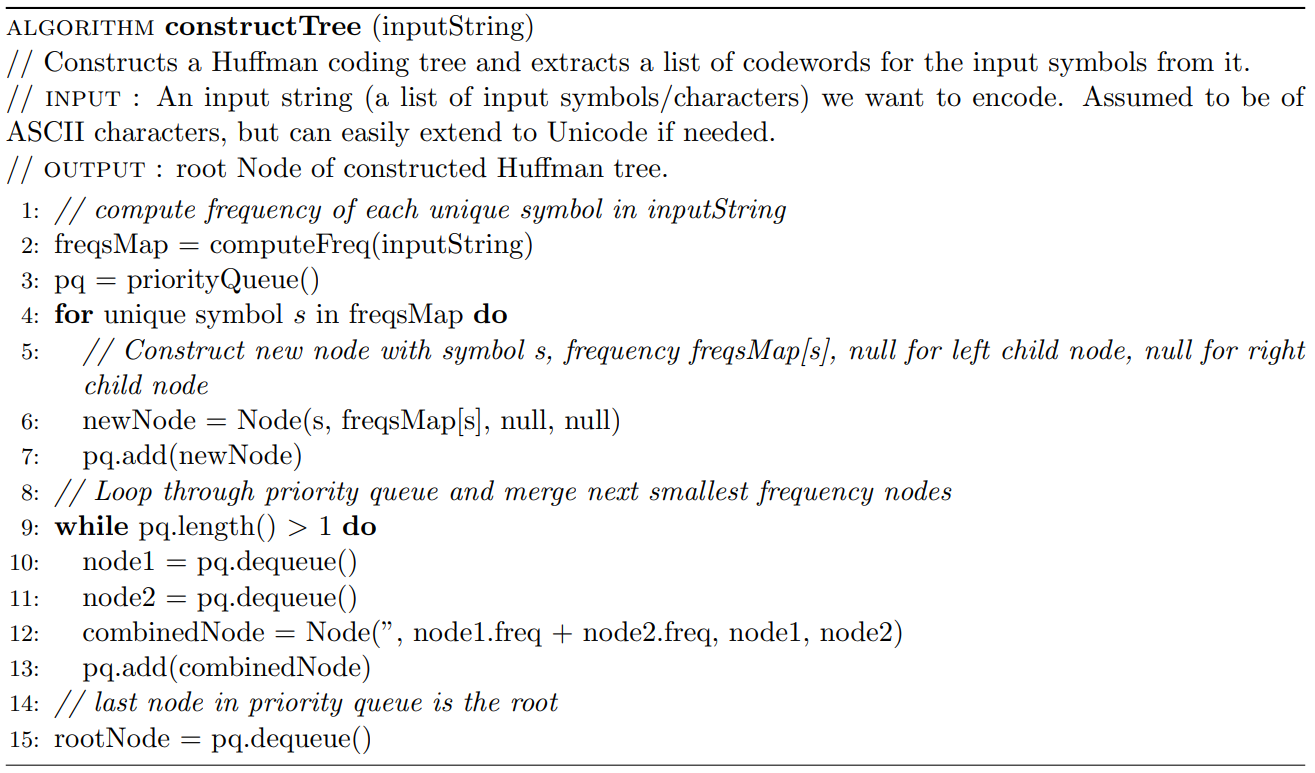 ALGORITHM constructTree (inputString)
// Constructs a Huffman coding tree and extracts a list of codewords for the input symbols from it.
// INPUT : An input string (a list of input symbols/characters) we want to encode. Assumed to be of
ASCII characters, but can easily extend to Unicode if needed.
// OUTPUT : root Node of constructed Huffman tree.
1: // compute frequency of each unique symbol in inputString
2: freqsMap = computeFreq(inputString)
3: pq = priorityQueue()
4: for unique symbol s in freqsMap do
5: // Construct new node with symbol s, frequency freqsMap[s], null for left child node, null for right
child node
6: newNode = Node(s, freqsMap[s], null, null)
7: pq.add(newNode)
8: // Loop through priority queue and merge next smallest frequency nodes
9: while pq.length() > 1 do
10: node1 = pq.dequeue()
11: node2 = pq.dequeue()
12: combinedNode = Node(”, node1.freq + node2.freq, node1, node2)
13: pq.add(combinedNode)
14: // last node in priority queue is the root
15: rootNode = pq.dequeue()